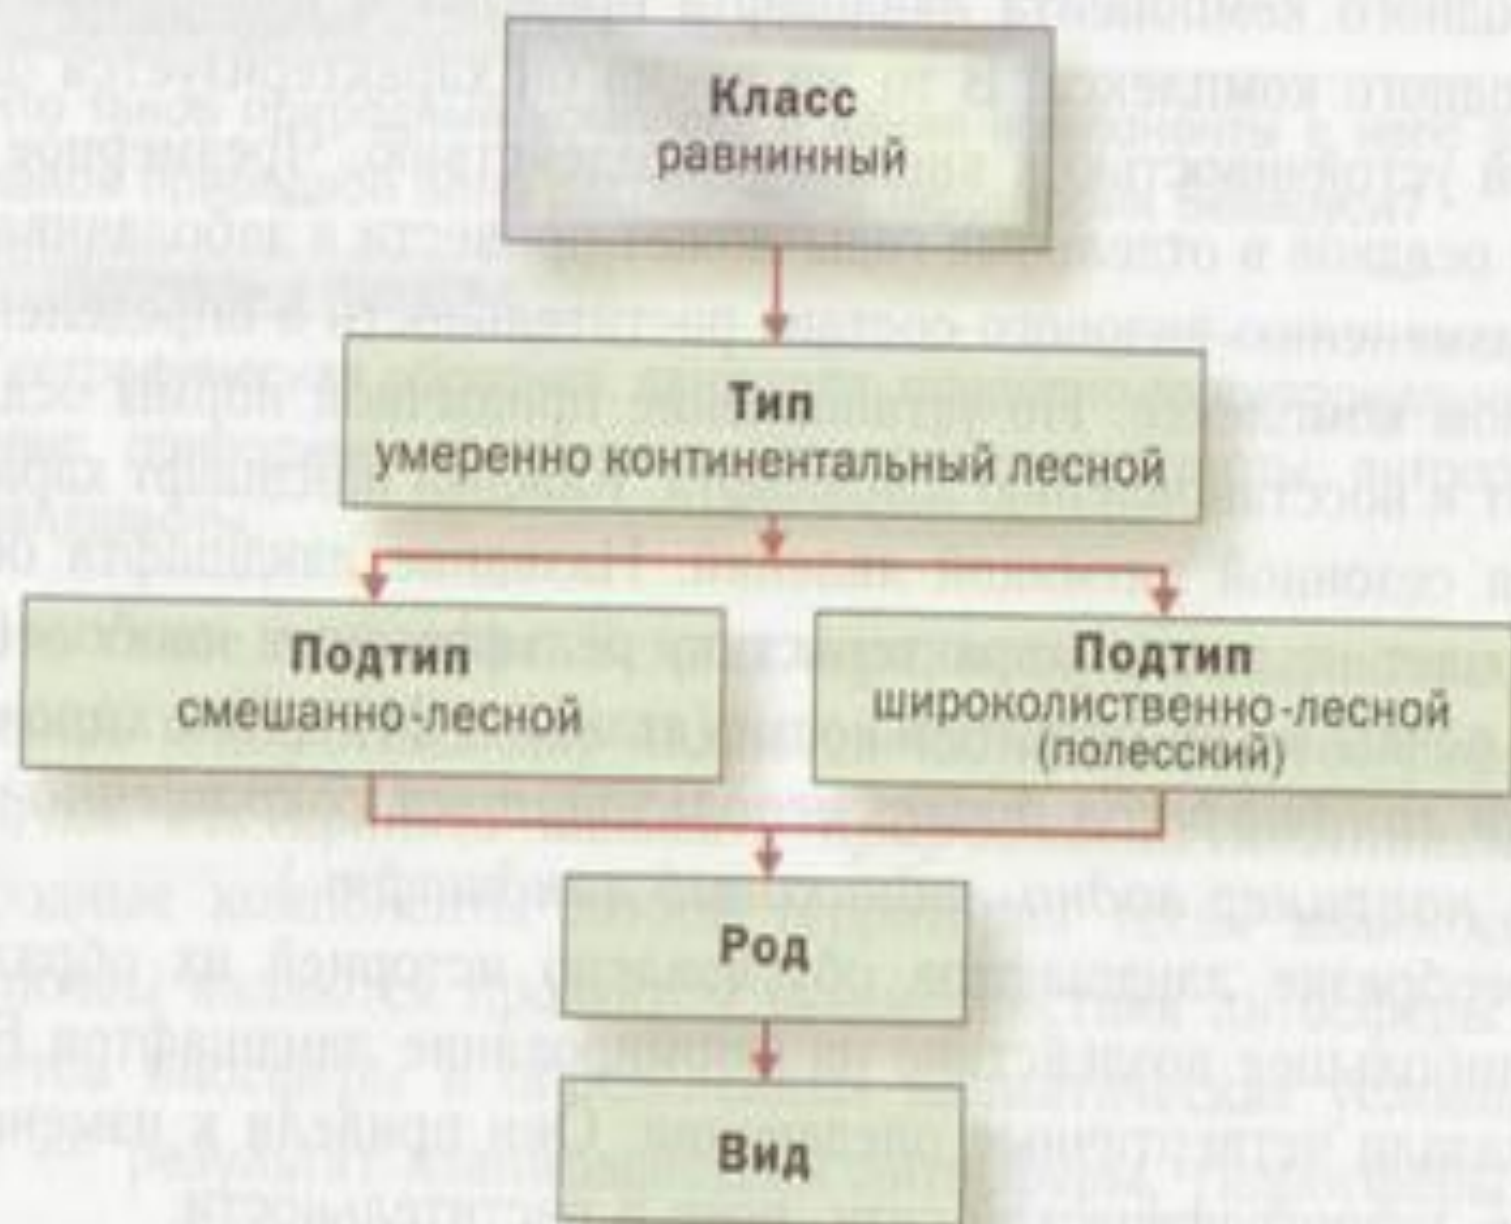 Класс
равнинный
Тип
умеренно континентальный лесной
Подтип
смешанно-лесной
Подтип
широколиственно-лесной
(полесский)
Род
Вид